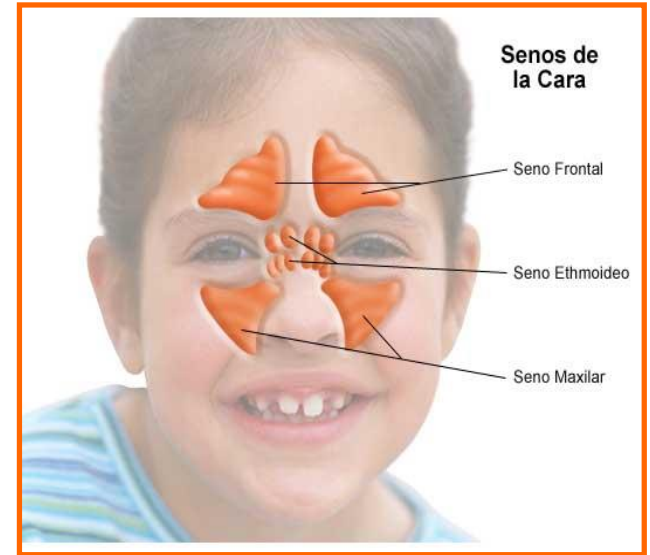 Senos de
la Cara
Seno Frontal
Seno Ethmoideo
Seno Maxilar